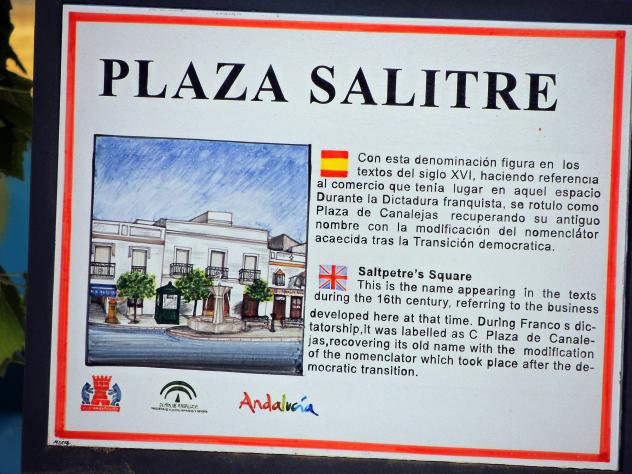 PLAZA SALITRE
Con esta denominación figura en los
textos del siglo XVI, haciendo referencia
al comercio que tenía lugar en aquel espacio
Durante la Dictadura franquista, se rotulo como
Plaza de Canalejas recuperando su antiguo
nombre con la modificación del nomenclátor
acaecida tras la Transición democratica.
Saltpetre's Square
This is the name appearing in the texts
during the 16th century, referring to the business
developed here at that time. During Franco s dic-
tatorship,it was labelled as C Plaza de Canale-
jas,recovering its old name with the modification
of the nomenclator which took place after the de-
mocratic transition.
JUNTA DE ANDALUCIA
Andalucía